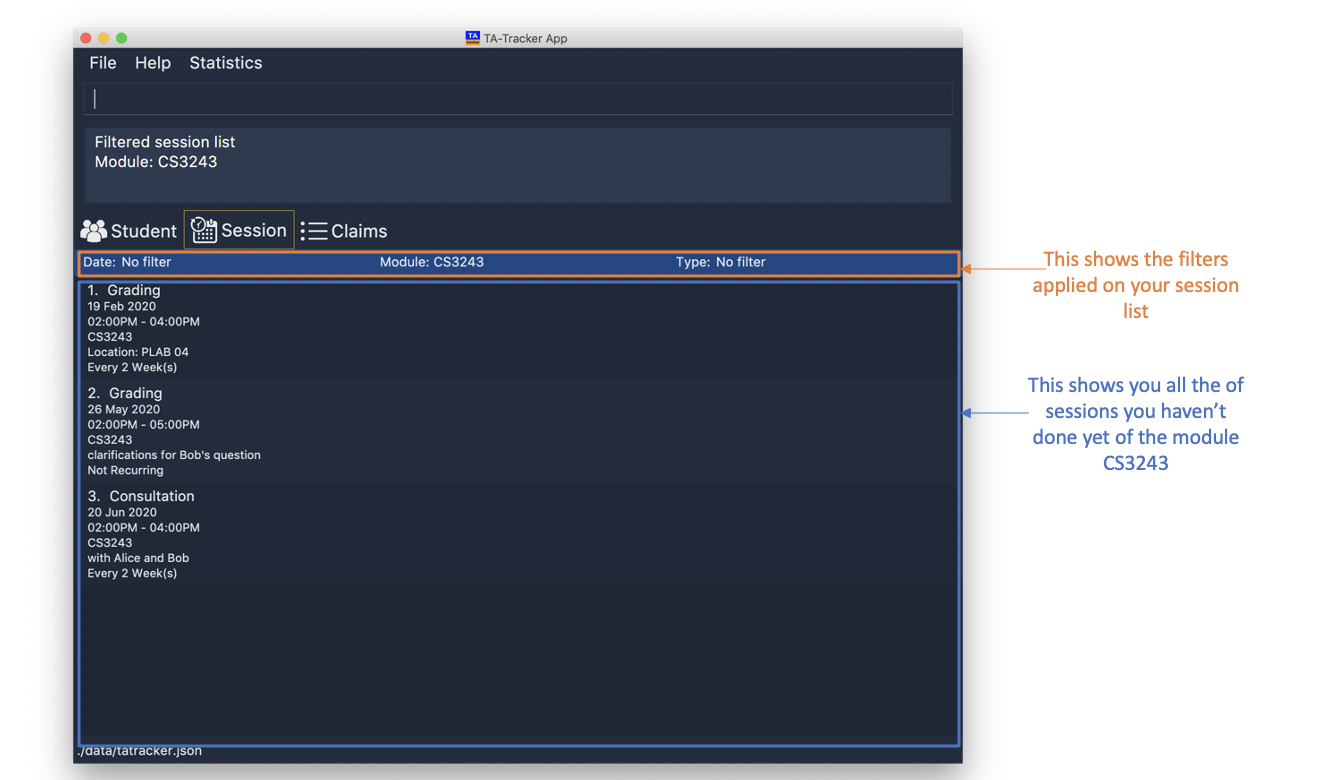 TA-Tracker App
File Help Statistics
Filtered session list
Module: CS3243
Student Session Claims
Date: No filter Module: CS3243 Type: No filter
1. Grading
19 Feb 2020
02:00PM - 04:00PM
CS3243
Location: PLAB 04
Every 2 Week(s)
2. Grading
26 May 2020
02:00PM - 05:00PM
CS3243
clarifications for Bob's question
Not Recurring
3. Consultation
20 Jun 2020
02:00PM - 04:00PM
CS3243
with Alice and Bob
Every 2 Week(s)
./data/tatracker.json
This shows the filters
applied on your session
list
This shows you all the of
sessions you haven't
done yet of the module
CS3243